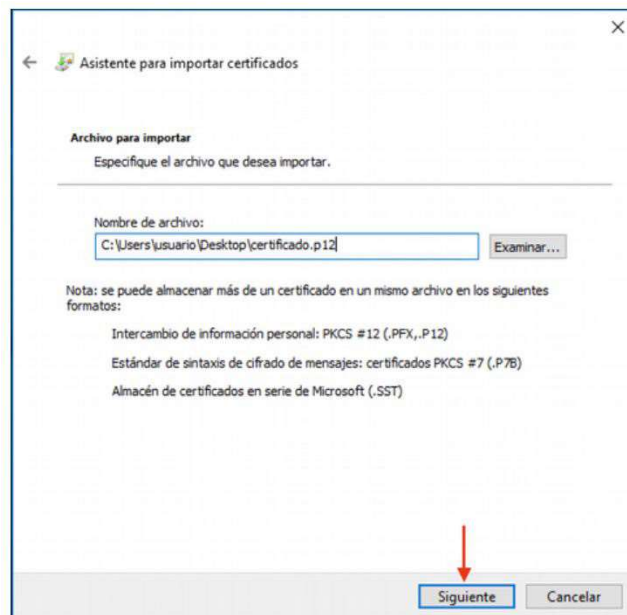 Asistente para importar certificados
Archivo para importar
Especifique el archivo que desea importar.
Nombre de archivo:
C:\Users\usuario\Desktop\certificado.p12
Examinar...
Nota: se puede almacenar más de un certificado en un mismo archivo en los siguientes
formatos:
Intercambio de información personal: PKCS #12 (.PFX,.P12)
Estándar de sintaxis de cifrado de mensajes: certificados PKCS #7 (.P7B)
Almacén de certificados en serie de Microsoft (.SST)
Siguiente
Cancelar